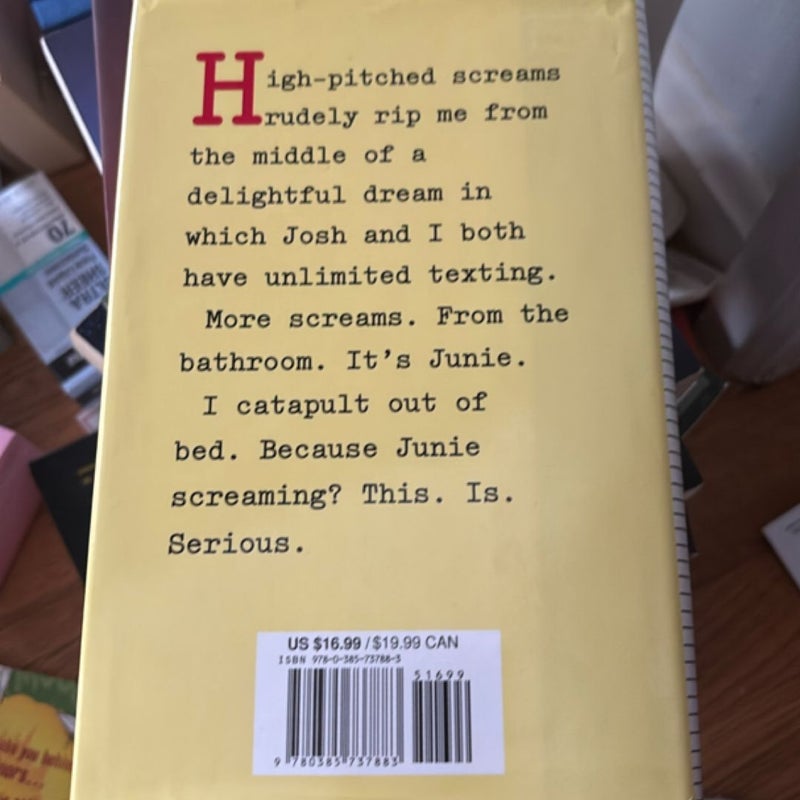 High-pitched screams
rudely rip me from
the middle of a
delightful dream in
which Josh and I both
have unlimited texting.
More screams. From the
bathroom. It's Junie.
I catapult out of
bed. Because Junie
screaming? This. Is.
Serious.
US $16.99 / $19.99 CAN
ISBN 978-0-385-73788-3
51699
9 780385 737883
70
ULTRA